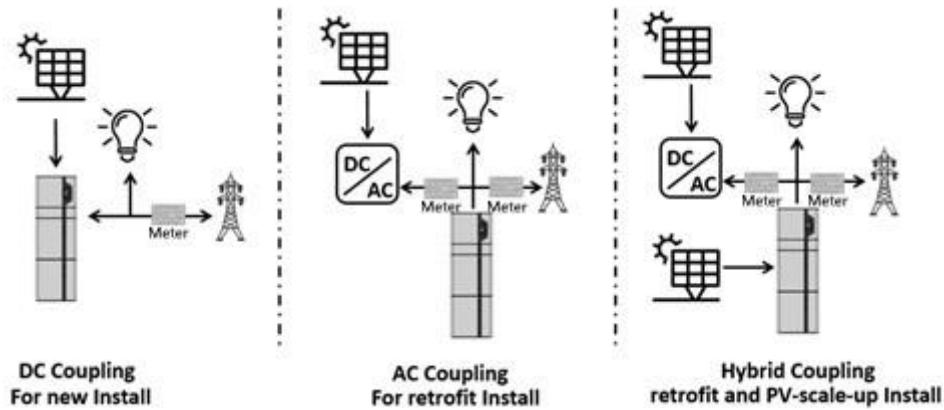 Meter
DC Coupling
For new Install
DC
AC
Meter
Meter
AC Coupling
For retrofit Install
DC
AC
Meter
Meter
Hybrid Coupling
retrofit and PV-scale-up Install